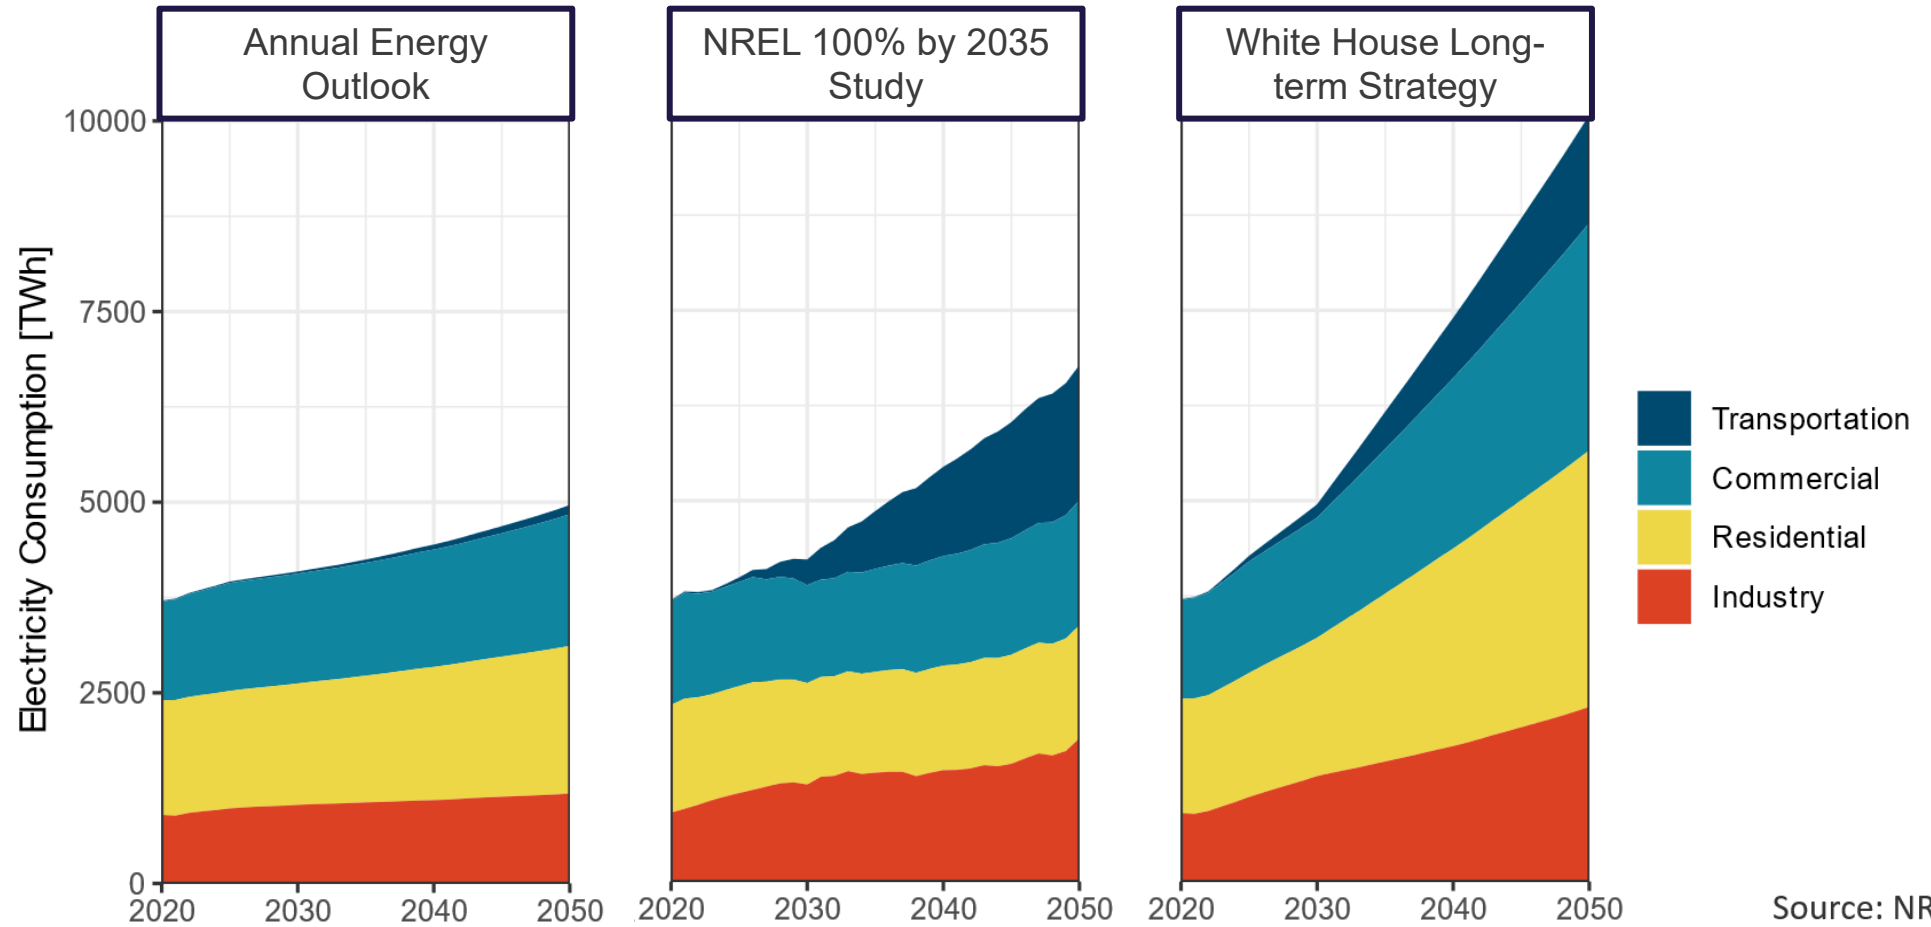 Annual Energy
Outlook
NREL 100% by 2035
Study
White House Long-
term Strategy
Electricity Consumption [TWh]
10000
7500
5000
2500
0
2020 2030 2040 2050
2020 2030 2040 2050
2020 2030 2040 2050
Transportation
Commercial
Residential
Industry
Source: NR